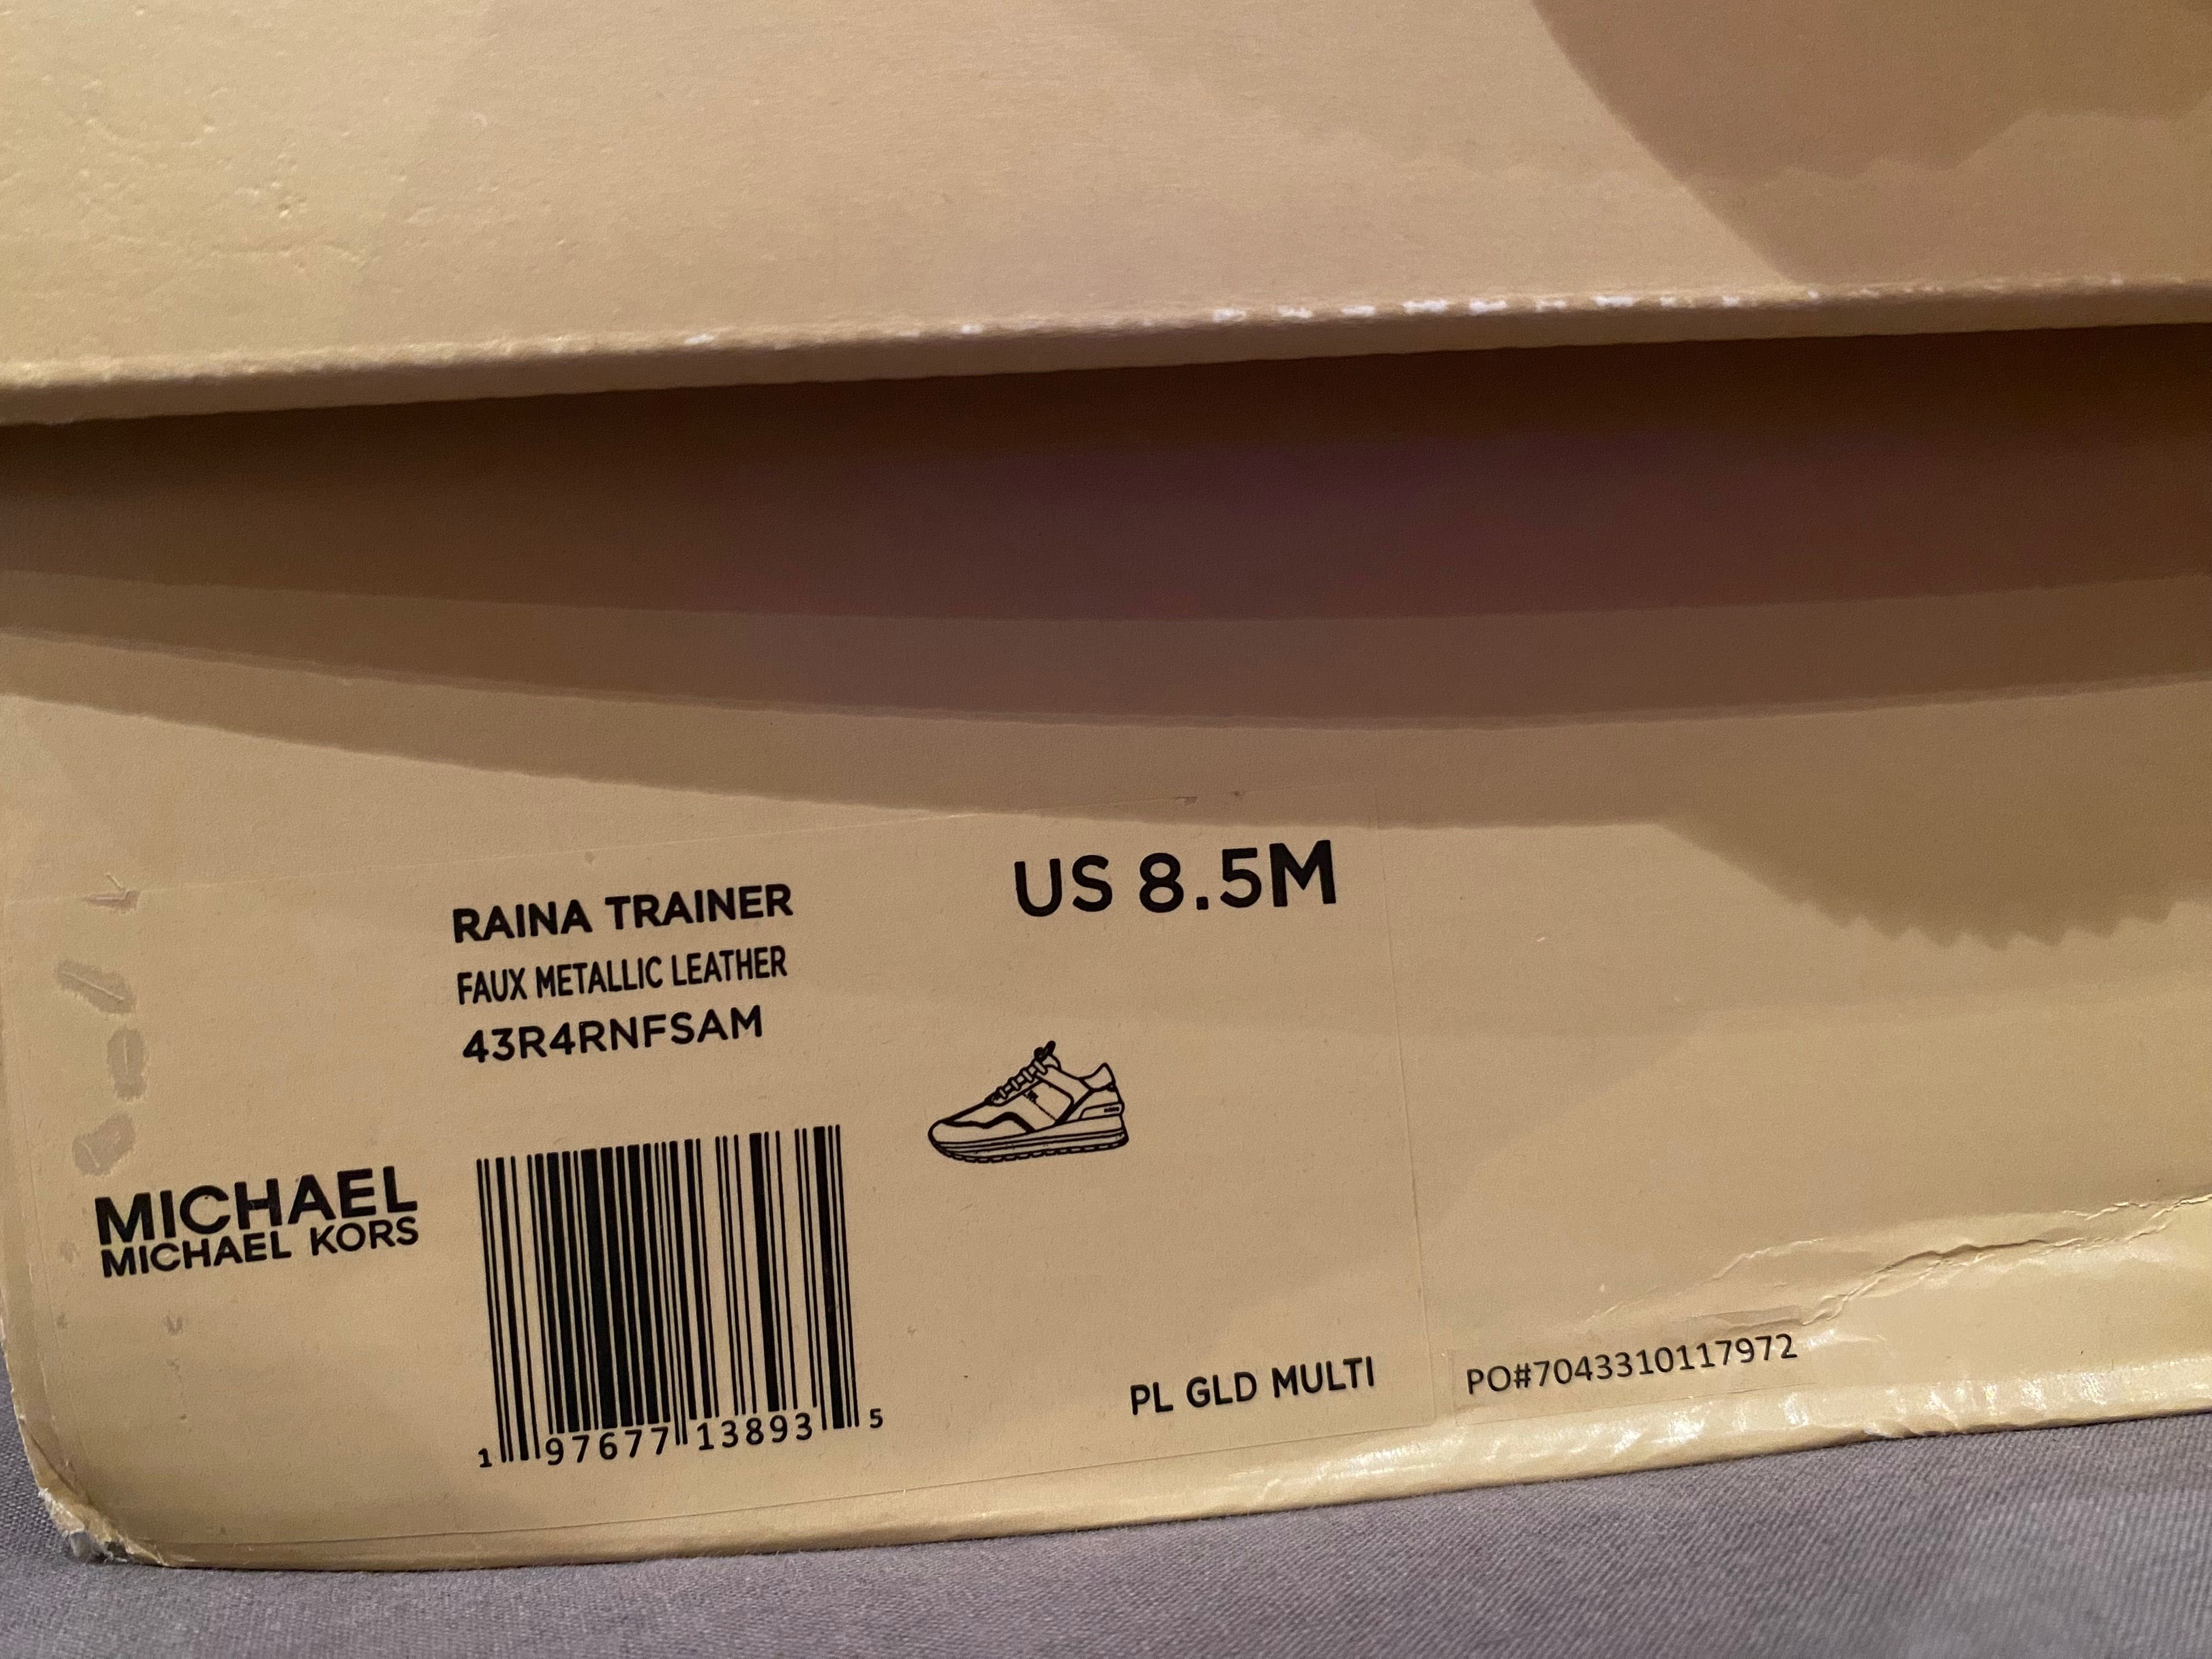 RAINA TRAINER
FAUX METALLIC LEATHER
43R4RNFSAM
US 8.5M
MICHAEL
MICHAEL KORS
1 97677 13893 5
PL GLD MULTI
PO#7043310117972